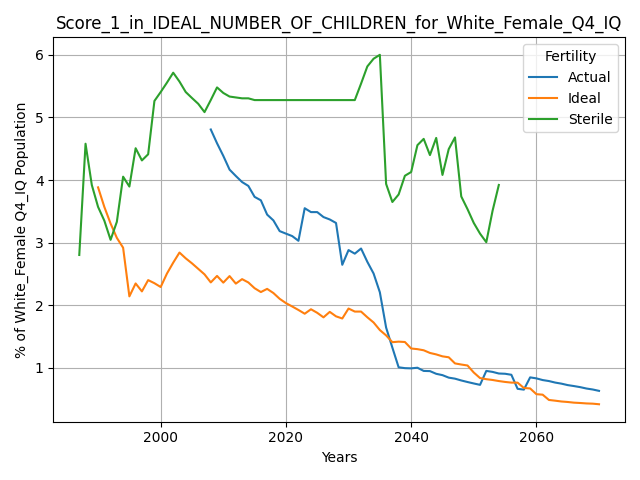 Score_1_in_IDEAL_NUMBER_OF_CHILDREN_for_White_Female_Q4_IQ
% of White_Female Q4_IQ Population
6
5
4
3
2
1
Fertility
Actual
Ideal
Sterile
2000
2020
2040
2060
Years